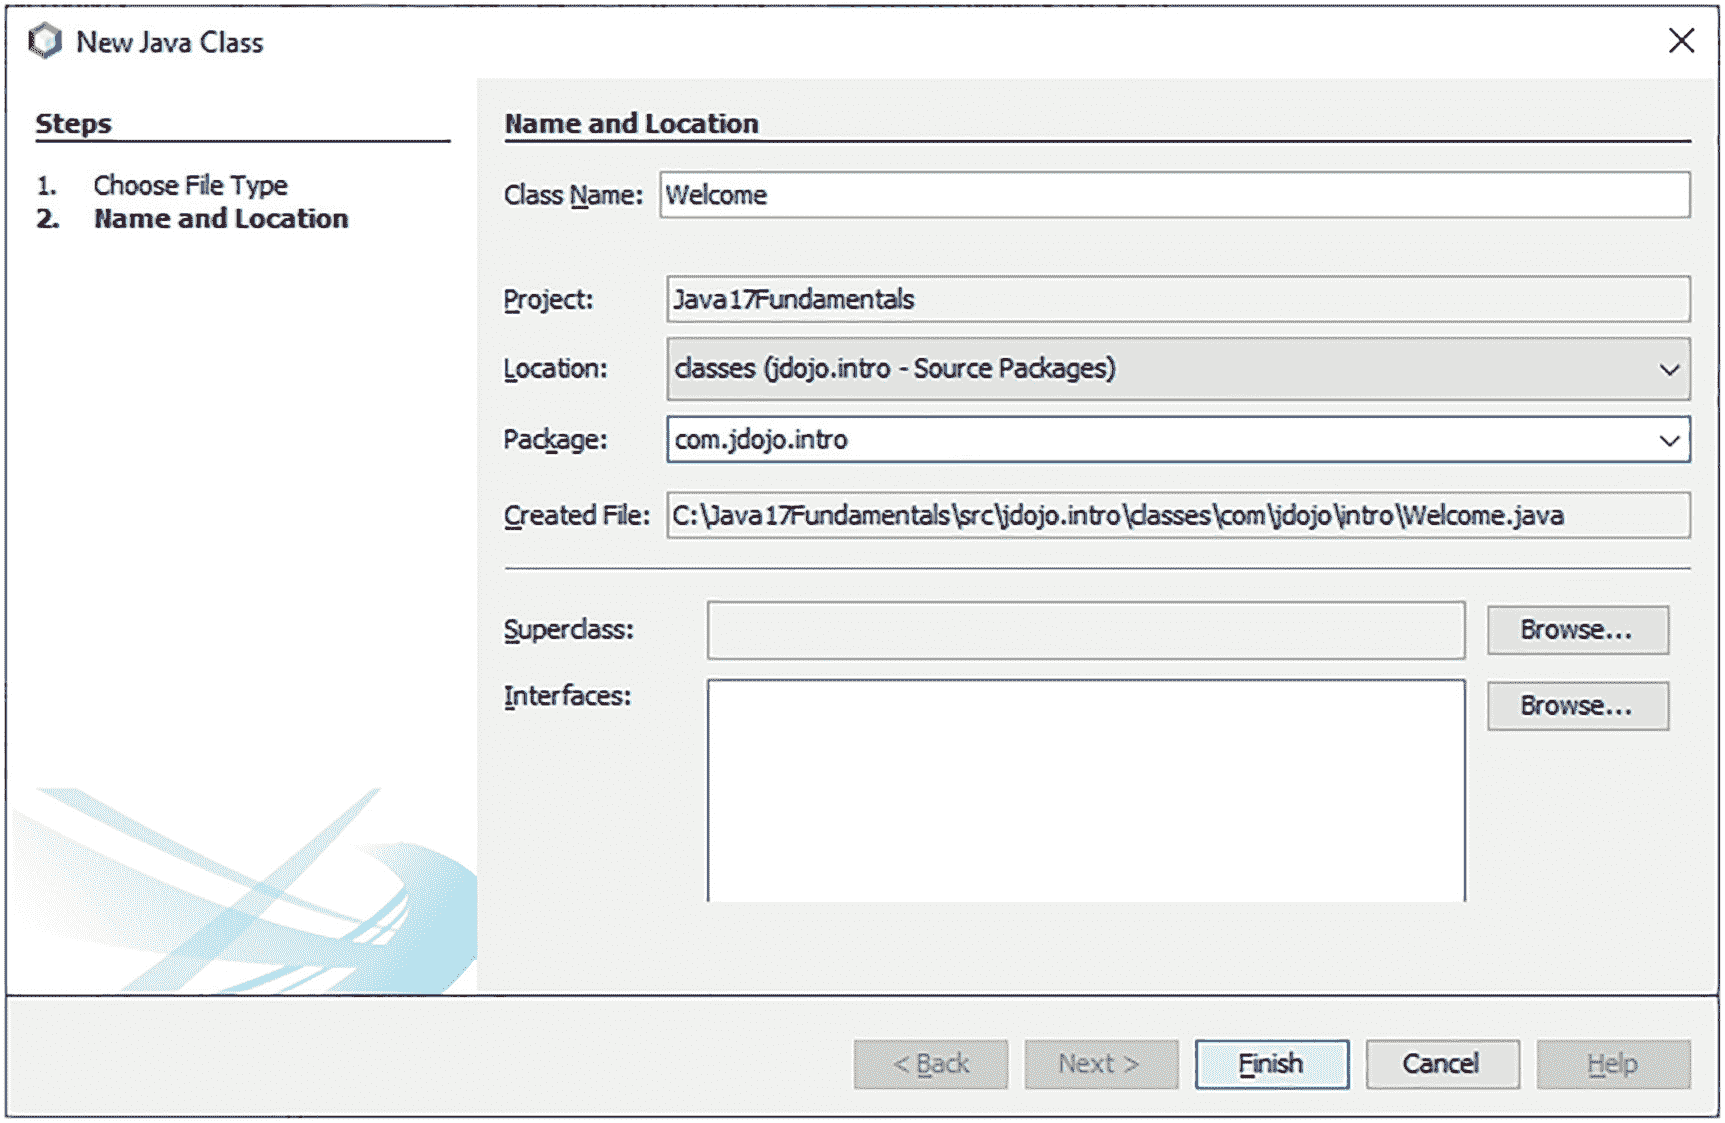 New Java Class
Steps
1. Choose File Type
2. Name and Location
Name and Location
Class Name: Welcome
Project: Java17Fundamentals
Location: classes (jdojo.intro - Source Packages)
Package: com.jdojo.intro
Created File: C:\Java17Fundamentals\src\jdojo.intro\classes\com\jdojo\intro\Welcome.java
Superclass: Browse...
Interfaces: Browse...
< Back Next > Finish Cancel Help